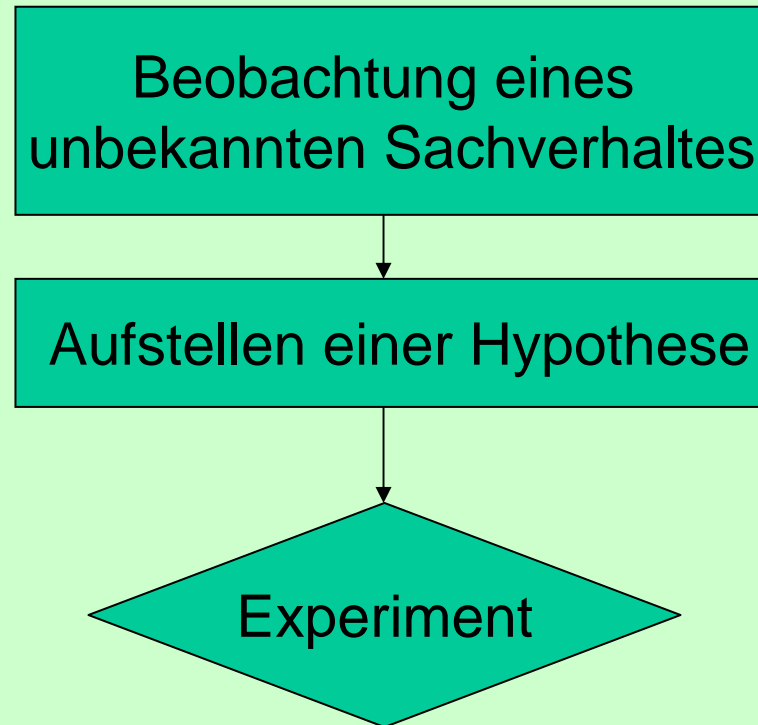 Beobachtung eines
unbekannten Sachverhaltes
Aufstellen einer Hypothese
Experiment